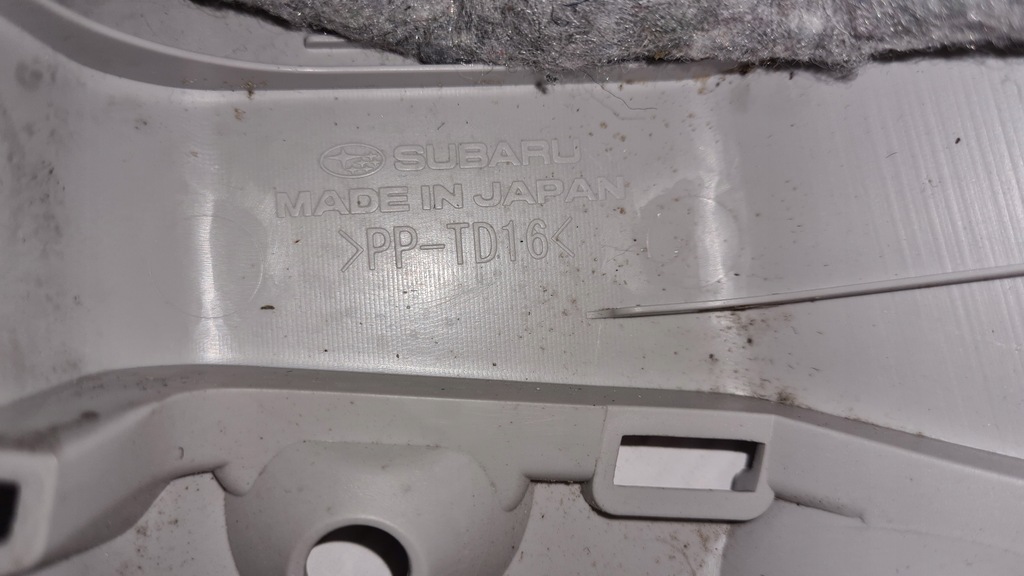 SUBARU
MADE IN JAPAN
>PP-TD16<